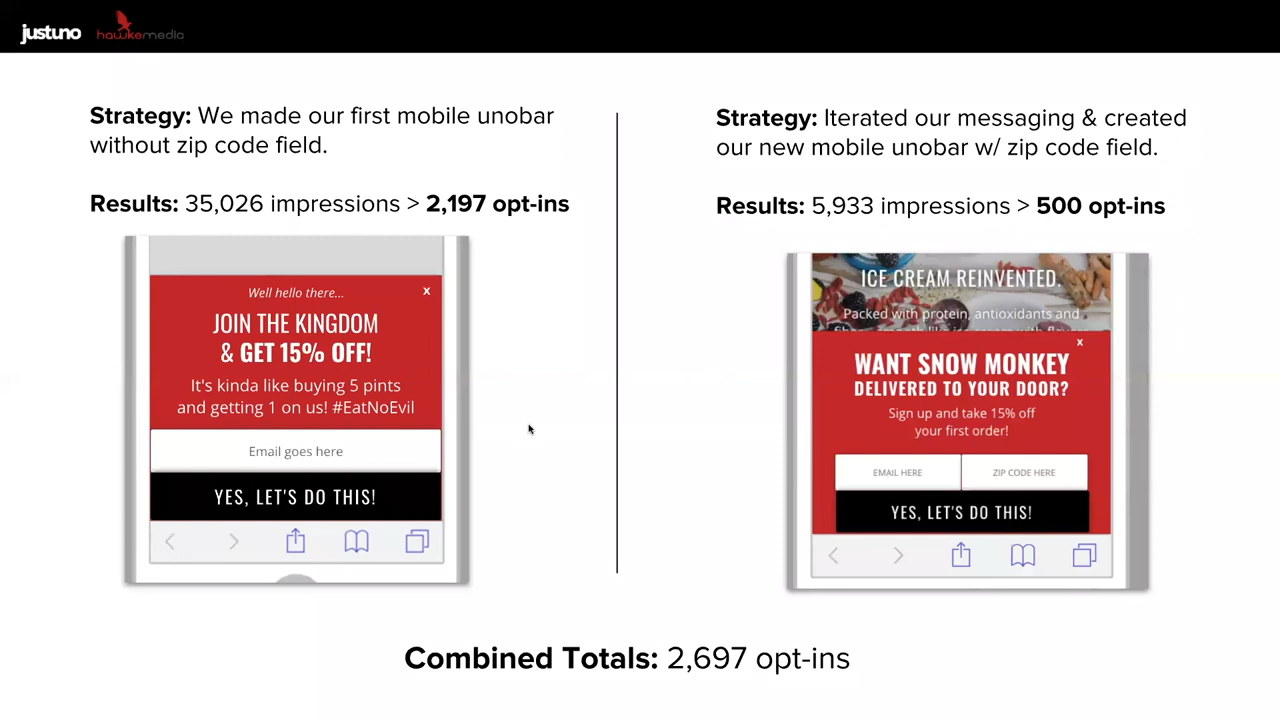 justuno hawkemedia
Strategy: We made our first mobile unobar
without zip code field.
Results: 35,026 impressions > 2,197 opt-ins
Well hello there...
x
JOIN THE KINGDOM
& GET 15% OFF!
It's kinda like buying 5 pints
and getting 1 on us! #EatNoEvil
Email goes here
YES, LET'S DO THIS!
Strategy: Iterated our messaging & created
our new mobile unobar w/ zip code field.
Results: 5,933 impressions > 500 opt-ins
ICE CREAM REINVENTED.
Packed with protein, antioxidants and
x
WANT SNOW MONKEY
DELIVERED TO YOUR DOOR?
Sign up and take 15% off
your first order!
EMAIL HERE
ZIP CODE HERE
YES, LET'S DO THIS!
Combined Totals: 2,697 opt-ins